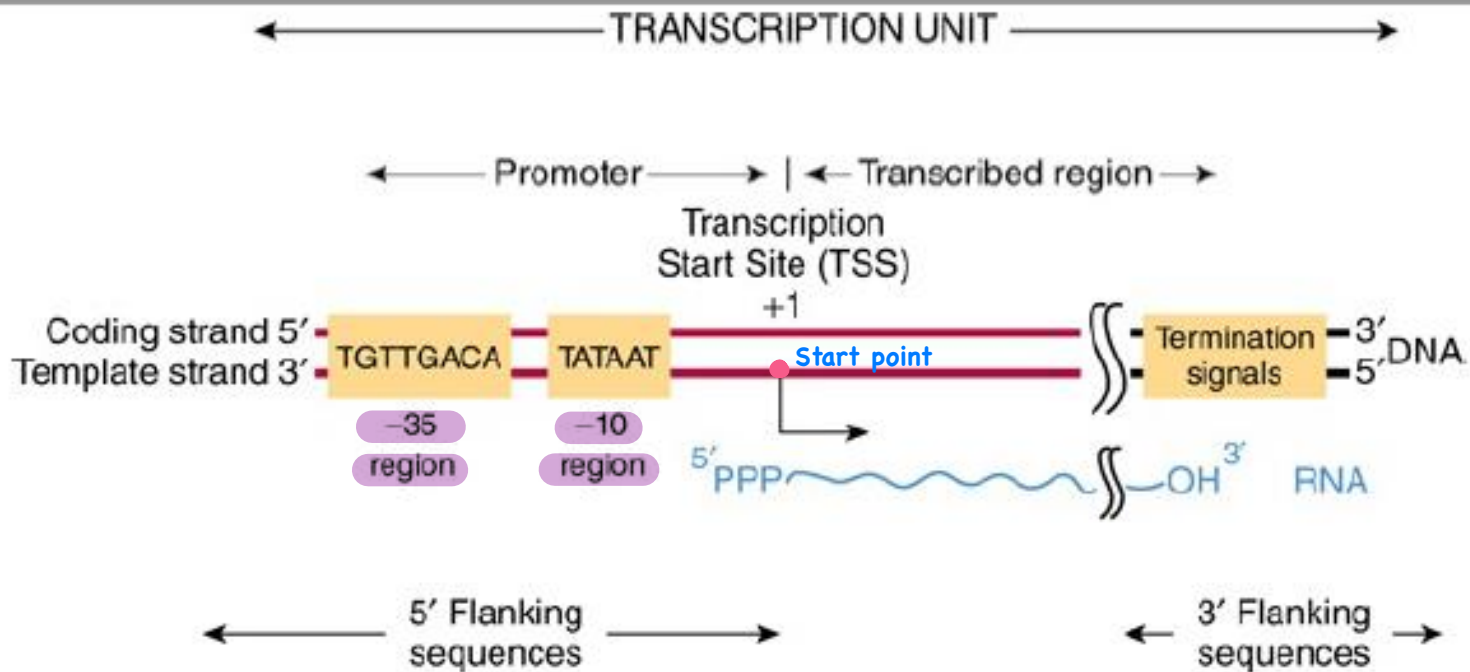 TRANSCRIPTION UNIT
Promoter
Transcribed region
Transcription
Start Site (TSS)
+1
Coding strand 5′
Template strand 3′
TGTTGACA
TATAAT
Start point
Termination
signals
3′
5′
DNA
−35
region
−10
region
5′
PPP
OH
3′
RNA
5′ Flanking
sequences
3′ Flanking
sequences